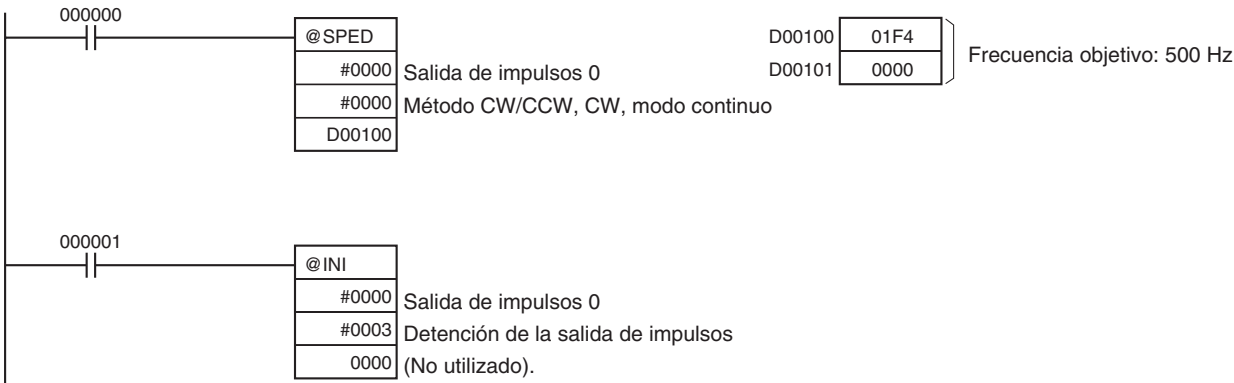 000000
@SPED
#0000 Salida de impulsos 0
#0000 Método CW/CCW, CW, modo continuo
D00100
D00100 01F4
D00101 0000
Frecuencia objetivo: 500 Hz
000001
@INI
#0000 Salida de impulsos 0
#0003 Detención de la salida de impulsos
0000 (No utilizado).